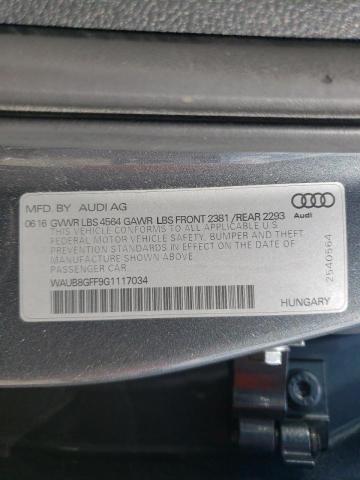 MFD. BY AUDI AG
0616 GVWR LBS 4564 GAWR LBS FRONT 2381 /REAR 2293
THIS VEHICLE CONFORMS TO ALL APPLICABLE U.S
FEDERAL MOTOR VEHICLE SAFETY, BUMPER AND THEFT
PREVENTION STANDARDS IN EFFECT ON THE DATE OF
MANUFACTURE SHOWN ABOVE.
PASSENGER CAR
WAUB8GFF9G1117034
Audi
2540564
HUNGARY